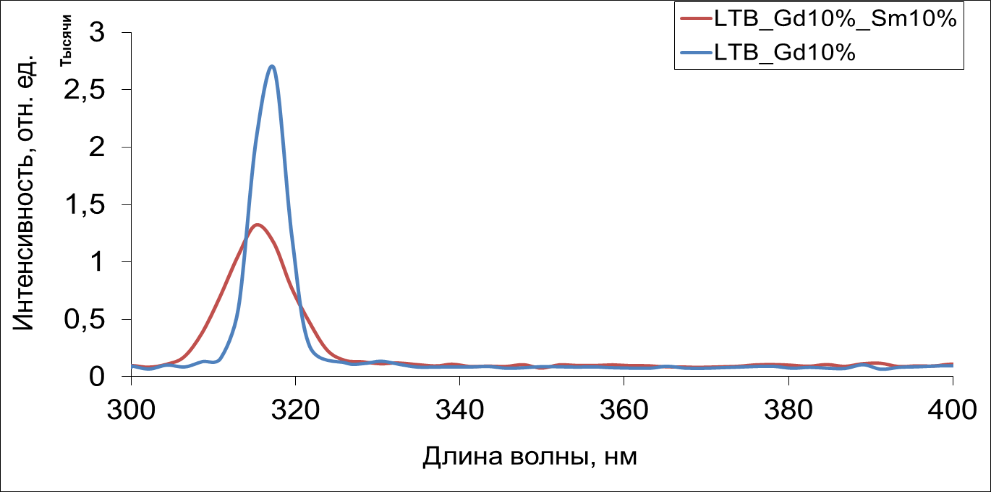 LTB_Gd10%_Sm10%
LTB_Gd10%
Тысячи
Интенсивность, отн. ед.
3
2,5
2
1,5
1
0,5
0
300 320 340 360 380 400
Длина волны, нм